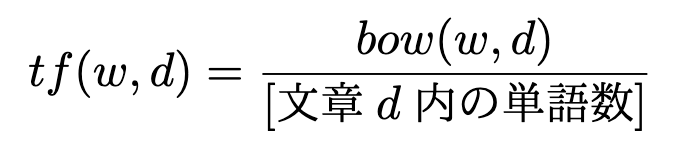 tf(w, d) = bow(w, d) / [文章 d 内の単語数]